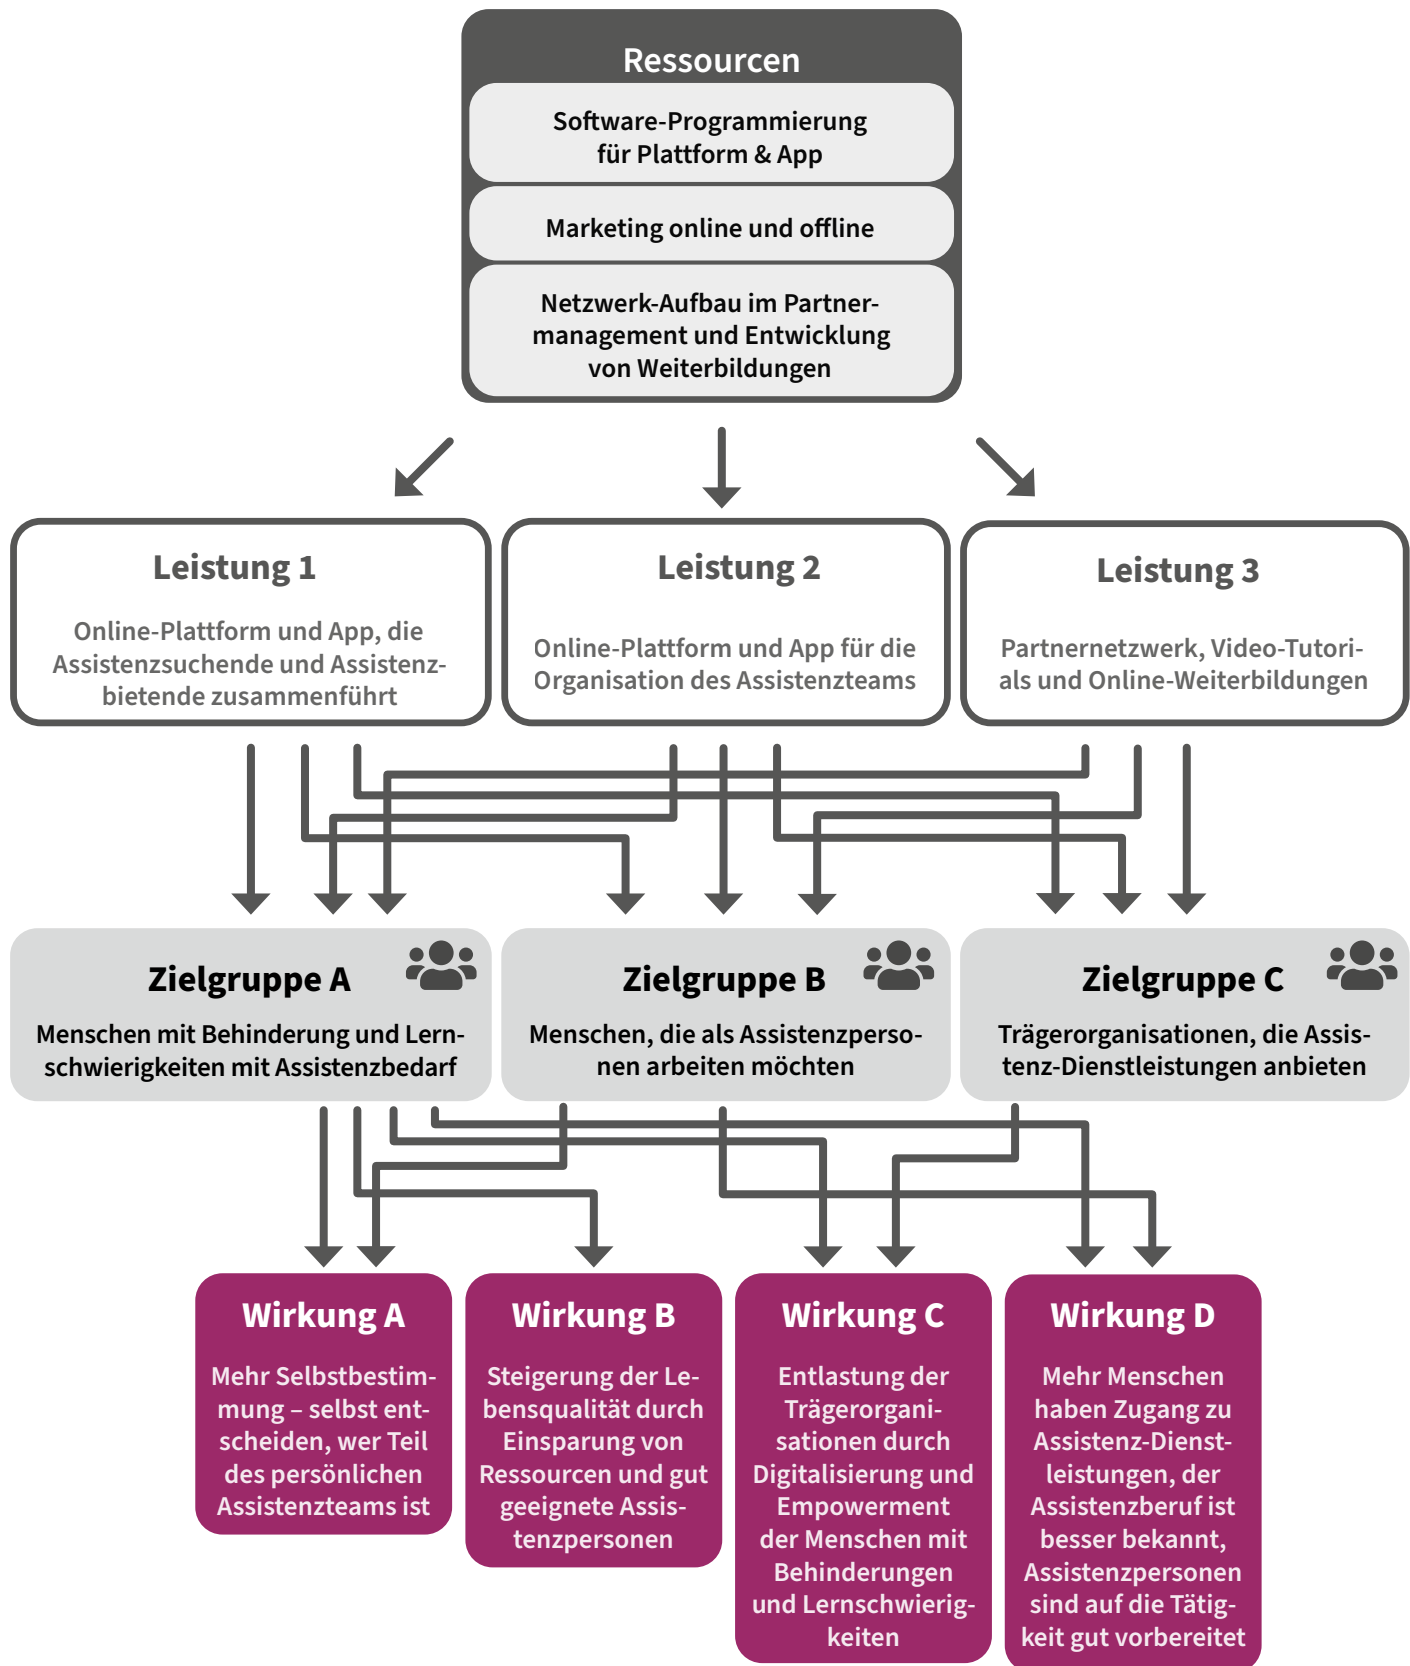 Ressourcen
Software-Programmierung
für Plattform & App
Marketing online und offline
Netzwerk-Aufbau im Partner-
management und Entwicklung
von Weiterbildungen
Leistung 1
Online-Plattform und App, die
Assistenzsuchende und Assistenz-
bietende zusammenführt
Leistung 2
Online-Plattform und App für die
Organisation des Assistenzteams
Leistung 3
Partnernetzwerk, Video-Tutori-
als und Online-Weiterbildungen
Zielgruppe A
Menschen mit Behinderung und Lern-
schwierigkeiten mit Assistenzbedarf
Zielgruppe B
Menschen, die als Assistenzperso-
nen arbeiten möchten
Zielgruppe C
Trägerorganisationen, die Assis-
tenz-Dienstleistungen anbieten
Wirkung A
Mehr Selbstbestim-
mung – selbst ent-
scheiden, wer Teil
des persönlichen
Assistenzteams ist
Wirkung B
Steigerung der Le-
bensqualität durch
Einsparung von
Ressourcen und gut
geeignete Assis-
tenzpersonen
Wirkung C
Entlastung der
Trägerorgani-
sationen durch
Digitalisierung und
Empowerment
der Menschen mit
Behinderungen
und Lernschwierig-
keiten
Wirkung D
Mehr Menschen
haben Zugang zu
Assistenz-Dienst-
leistungen, der
Assistenzberuf ist
besser bekannt,
Assistenzpersonen
sind auf die Tätig-
keit gut vorbereitet